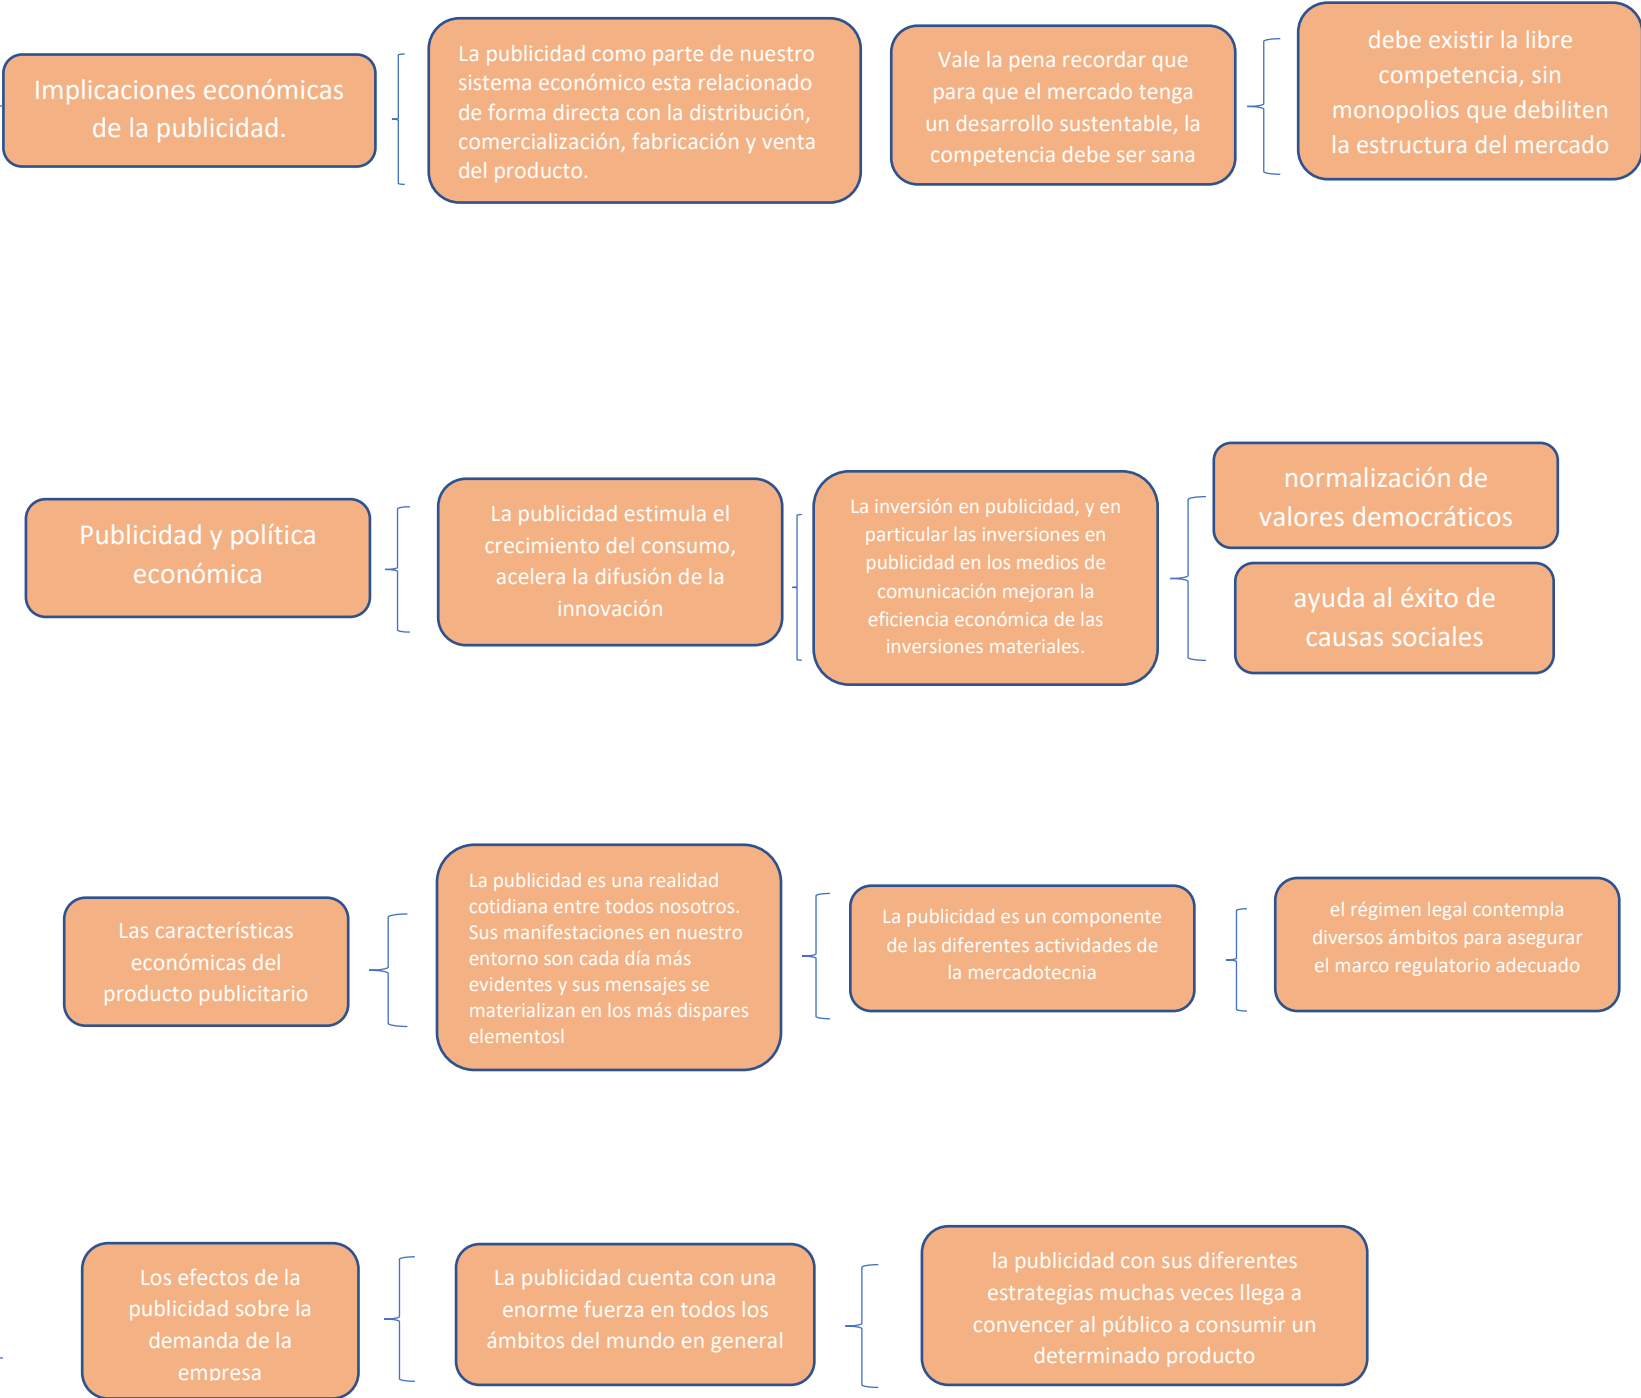 Implicaciones económicas
de la publicidad.
La publicidad como parte de nuestro
sistema económico esta relacionado
de forma directa con la distribución,
comercialización, fabricación y venta
del producto.
Vale la pena recordar que
para que el mercado tenga
un desarrollo sustentable, la
competencia debe ser sana
debe existir la libre
competencia, sin
monopolios que debiliten
la estructura del mercado
Publicidad y política
económica
La publicidad estimula el
crecimiento del consumo,
acelera la difusión de la
innovación
La inversión en publicidad, y en
particular las inversiones en
publicidad en los medios de
comunicación mejoran la
eficiencia económica de las
inversiones materiales.
normalización de
valores democráticos
ayuda al éxito de
causas sociales
Las características
económicas del
producto publicitario
La publicidad es una realidad
cotidiana entre todos nosotros.
Sus manifestaciones en nuestro
entorno son cada día más
evidentes y sus mensajes se
materializan en los más dispares
elementosl
La publicidad es un componente
de las diferentes actividades de
la mercadotecnia
el régimen legal contempla
diversos ámbitos para asegurar
el marco regulatorio adecuado
Los efectos de la
publicidad sobre la
demanda de la
empresa
La publicidad cuenta con una
enorme fuerza en todos los
ámbitos del mundo en general
la publicidad con sus diferentes
estrategias muchas veces llega a
convencer al público a consumir un
determinado producto